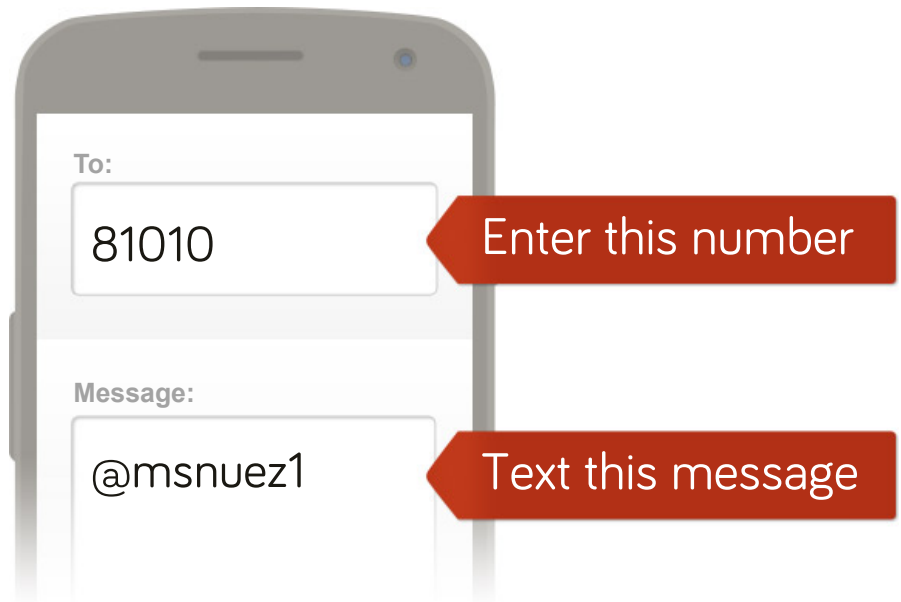 To:
81010
Enter this number
Message:
@msnuez1
Text this message